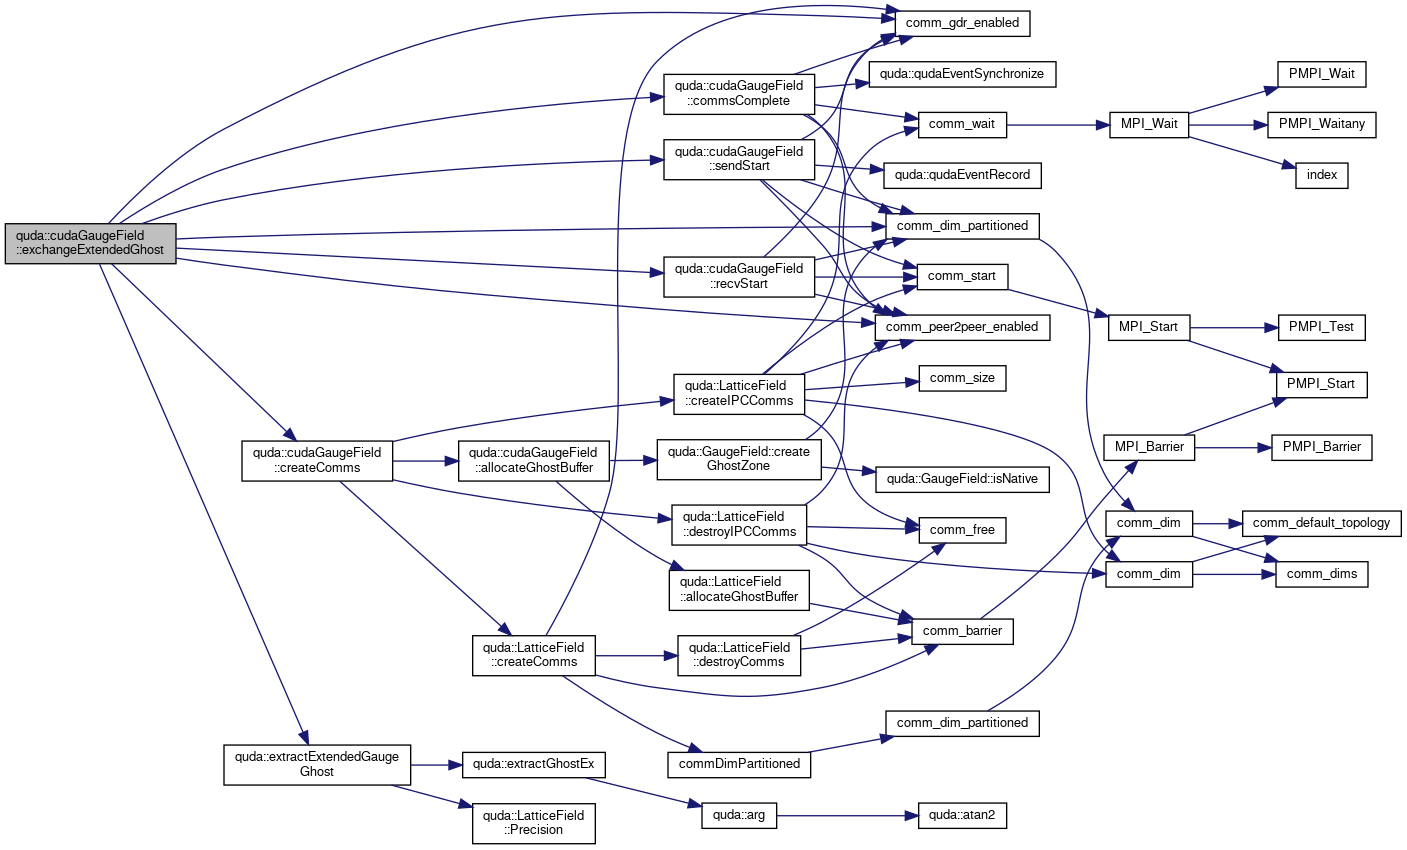 quda::cudaGaugeField
::exchangeExtendedGhost
comm_gdr_enabled
quda::cudaGaugeField
::commsComplete
quda::qudaEventSynchronize
comm_wait
MPI_Wait
PMPI_Wait
PMPI_Waitany
index
quda::cudaGaugeField
::sendStart
quda::qudaEventRecord
comm_dim_partitioned
quda::cudaGaugeField
::recvStart
comm_start
comm_peer2peer_enabled
MPI_Start
PMPI_Test
PMPI_Start
quda::LatticeField
::createIPCComms
comm_size
quda::cudaGaugeField
::createComms
quda::cudaGaugeField
::allocateGhostBuffer
quda::GaugeField::create
GhostZone
quda::GaugeField::isNative
MPI_Barrier
PMPI_Barrier
quda::LatticeField
::destroyIPCComms
comm_free
comm_dim
comm_default_topology
comm_dim
comm_dims
quda::LatticeField
::allocateGhostBuffer
comm_barrier
quda::LatticeField
::createComms
quda::LatticeField
::destroyComms
comm_dim_partitioned
commDimPartitioned
quda::extractExtendedGauge
Ghost
quda::extractGhostEx
quda::LatticeField
::Precision
quda::arg
quda::atan2